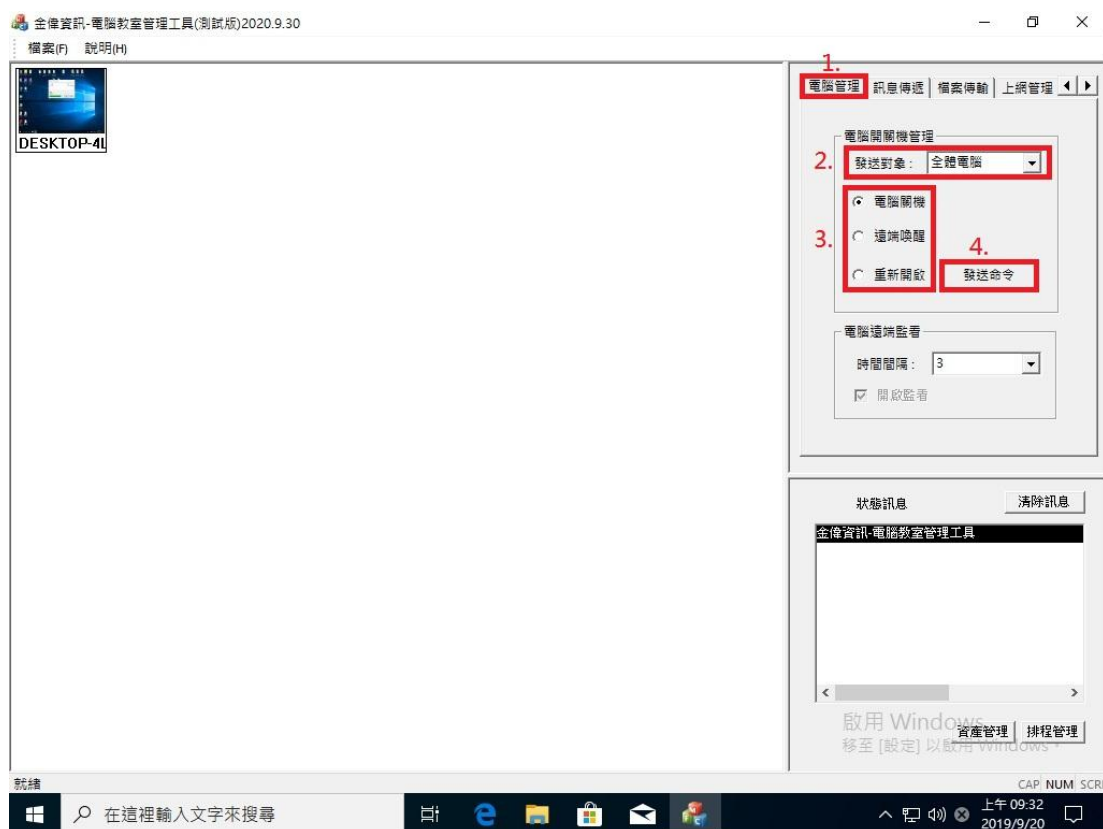 金偉資訊-電腦教室管理工具(測試版)2020.9.30
檔案(F) 說明(H)
1.
電腦管理 訊息傳遞 檔案傳輸 上網管理
DESKTOP-4L
電腦開關機管理
2. 發送對象： 全體電腦
電腦關機
3. 遠端喚醒
4.
重新開啟 發送命令
電腦遠端監看
時間間隔： 3
開啟監看
狀態訊息 清除訊息
金偉資訊-電腦教室管理工具
啟用 Windows
資產管理 排程管理
移至 [設定] 以啟用 Windows。
就緒 CAP NUM SCR
在這裡輸入文字來搜尋
上午 09:32
2019/9/20